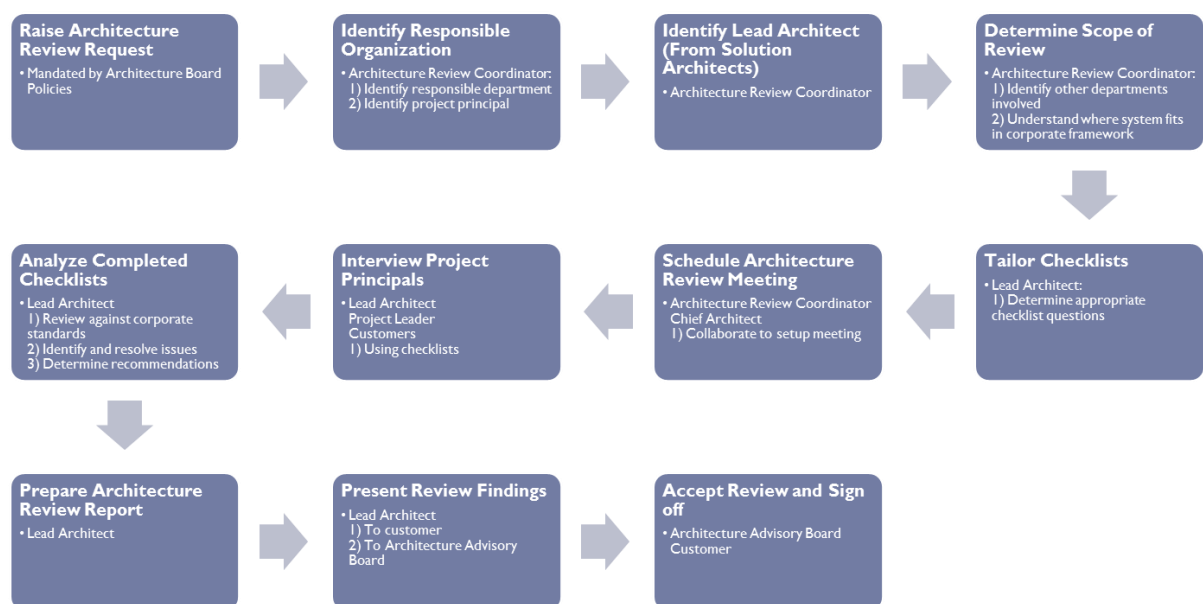 Raise Architecture
Review Request
• Mandated by Architecture Board
Policies
Identify Responsible
Organization
• Architecture Review Coordinator:
1) Identify responsible department
2) Identify project principal
Identify Lead Architect
(From Solution
Architects)
• Architecture Review Coordinator
Determine Scope of
Review
• Architecture Review Coordinator:
1) Identify other departments
involved
2) Understand where system fits
in corporate framework
Tailor Checklists
• Lead Architect:
1) Determine appropriate
checklist questions
Schedule Architecture
Review Meeting
• Architecture Review Coordinator
Chief Architect
1) Collaborate to setup meeting
Interview Project
Principals
• Lead Architect
Project Leader
Customers
1) Using checklists
Analyze Completed
Checklists
• Lead Architect
1) Review against corporate
standards
2) Identify and resolve issues
3) Determine recommendations
Prepare Architecture
Review Report
• Lead Architect
Present Review Findings
• Lead Architect
1) To customer
2) To Architecture Advisory
Board
Accept Review and Sign
off
• Architecture Advisory Board
Customer